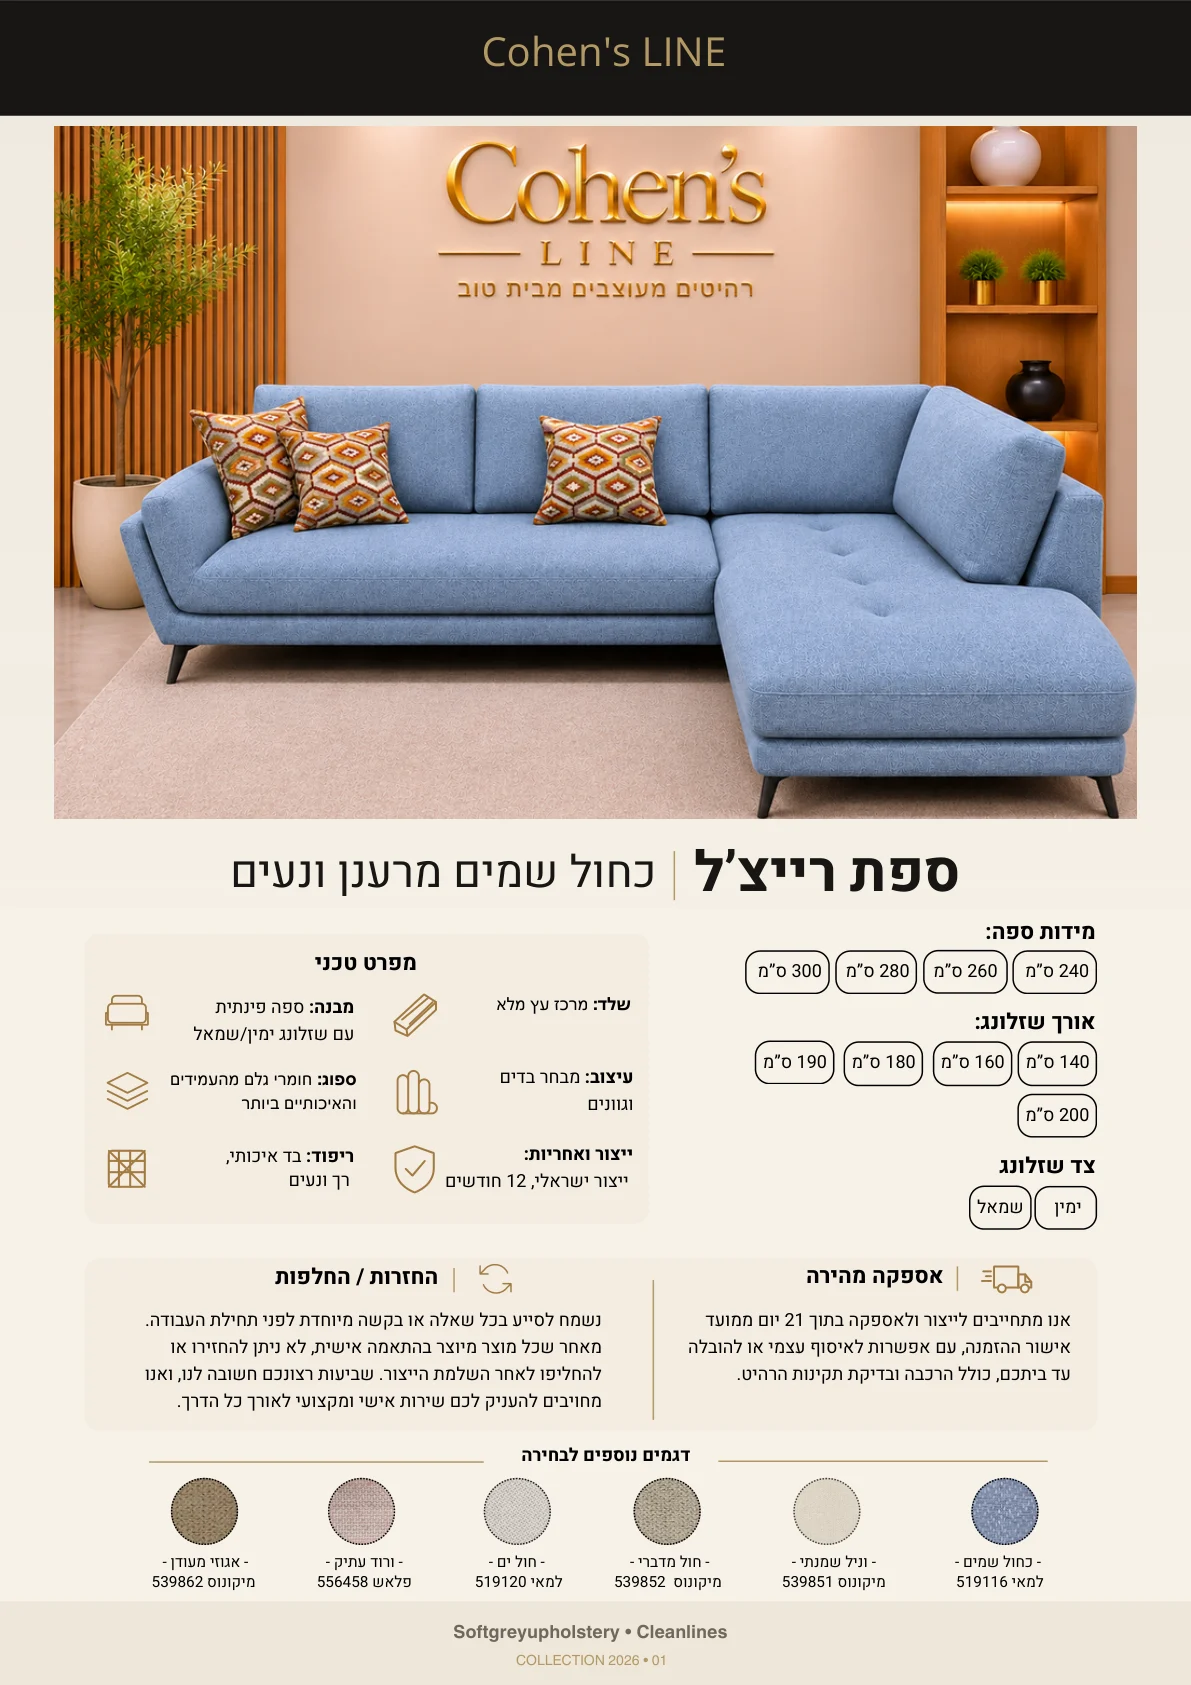 Cohen's LINE
Cohen's
LINE
רהיטים מעוצבים מבית טוב
ספת רייצ'ל | כחול שמים מרענן ונעים
מידות ספה:
240 ס"מ
260 ס"מ
280 ס"מ
300 ס"מ
אורך שזלונג:
140 ס"מ
160 ס"מ
180 ס"מ
190 ס"מ
200 ס"מ
צד שזלונג
ימין
שמאל
מפרט טכני
שלד: מרכז עץ מלא
מבנה: ספה פינתית
עם שזלונג ימין/שמאל
עיצוב: מבחר בדים
וגוונים
ספוג: חומרי גלם מהעמידים
והאיכותיים ביותר
ייצור ואחריות:
ייצור ישראלי, 12 חודשים
ריפוד: בד איכותי,
רך ונעים
אספקה מהירה
אנו מתחייבים לייצור ולאספקה בתוך 21 יום ממועד
אישור ההזמנה, עם אפשרות לאיסוף עצמי או להובלה
עד ביתכם, כולל הרכבה ובדיקת תקינות הרהיט.
החזרות / החלפות
נשמח לסייע בכל שאלה או בקשה מיוחדת לפני תחילת העבודה.
מאחר שכל מוצר מיוצר בהתאמה אישית, לא ניתן להחזירו או
להחליפו לאחר השלמת הייצור. שביעות רצונכם חשובה לנו, ואנו
מחויבים להעניק לכם שירות אישי ומקצועי לאורך כל הדרך.
דגמים נוספים לבחירה
- כחול שמים -
למאי 519116
- וניל שמנתי -
מיקונוס 539851
- חול מדברי -
מיקונוס 539852
- חול ים -
למאי 519120
- ורוד עתיק -
פלאש 556458
- אגוזי מעודן -
מיקונוס 539862
Softgreyupholstery • Cleanlines
COLLECTION 2026 • 01